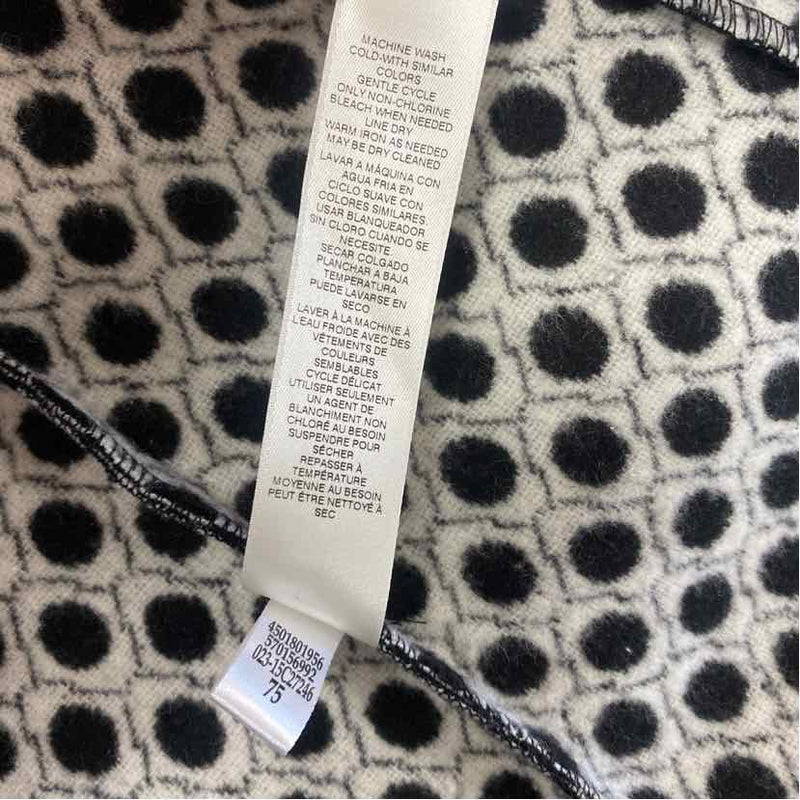 MACHINE WASH
COLD-WITH SIMILAR
COLORS
GENTLE CYCLE
ONLY NON-CHLORINE
BLEACH WHEN NEEDED
LINE DRY
WARM IRON AS NEEDED
MAY BE DRY CLEANED
LAVAR A MÁQUINA CON
AGUA FRIA EN
CICLO SUAVE CON
COLORES SIMILARES.
USAR BLANQUEADOR
SIN CLORO CUANDO SE
NECESITE
SECAR COLGADO
PLANCHAR A BAJA
TEMPERATURA
PUEDE LAVARSE EN
SECO
LAVER À LA MACHINE À
L'EAU FROIDE AVEC DES
VÊTEMENTS DE
COULEURS
SEMBLABLES
CYCLE DÉLICAT
UTILISER SEULEMENT
UN AGENT DE
BLANCHIMENT NON
CHLORÉ AU BESOIN
SUSPENDRE POUR
SÉCHER
REPASSER À
TEMPÉRATURE
MOYENNE AU BESOIN
PEUT ÊTRE NETTOYÉ À
SEC
4501801956
570156992
023-15C27246
75